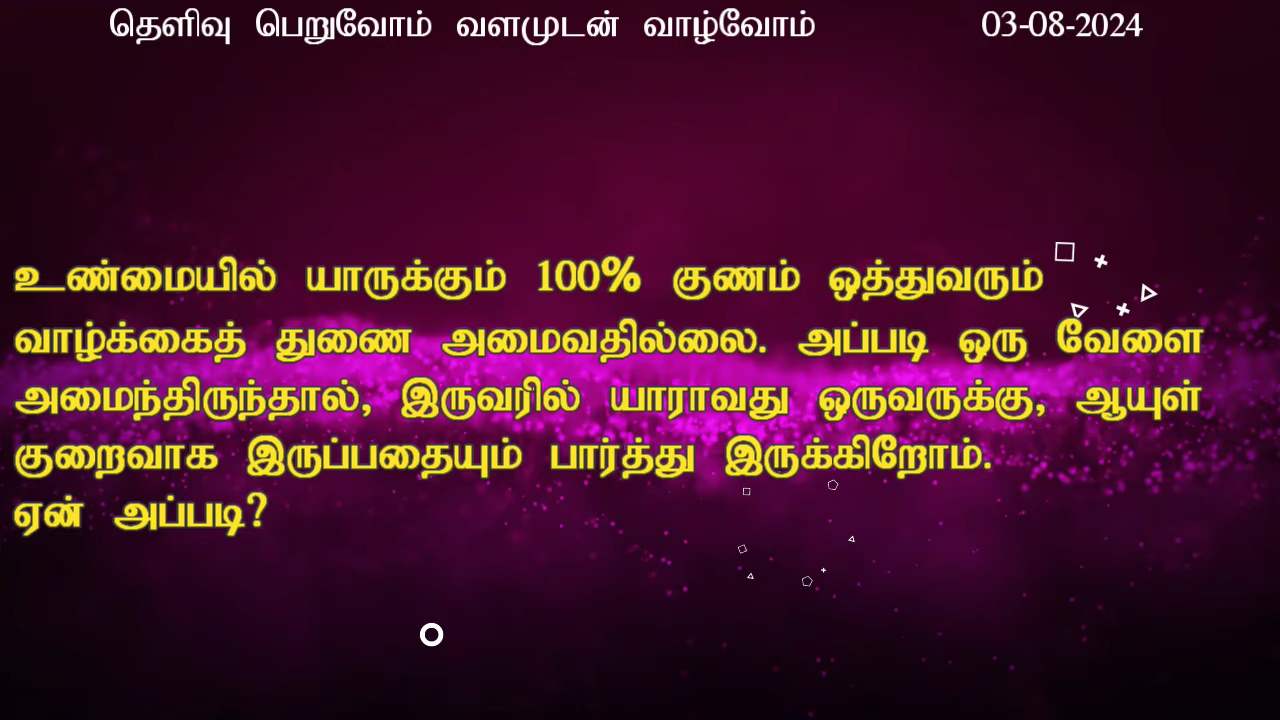 தெளிவு பெறுவோம் வளமுடன் வாழ்வோம் 03-08-2024
உண்மையில் யாருக்கும் 100% குணம் ஒத்துவரும்
வாழ்க்கைத் துணை அமைவதில்லை. அப்படி ஒரு வேளை
அமைந்திருந்தால், இருவரில் யாராவது ஒருவருக்கு, ஆயுள்
குறைவாக இருப்பதையும் பார்த்து இருக்கிறோம்.
ஏன் அப்படி?